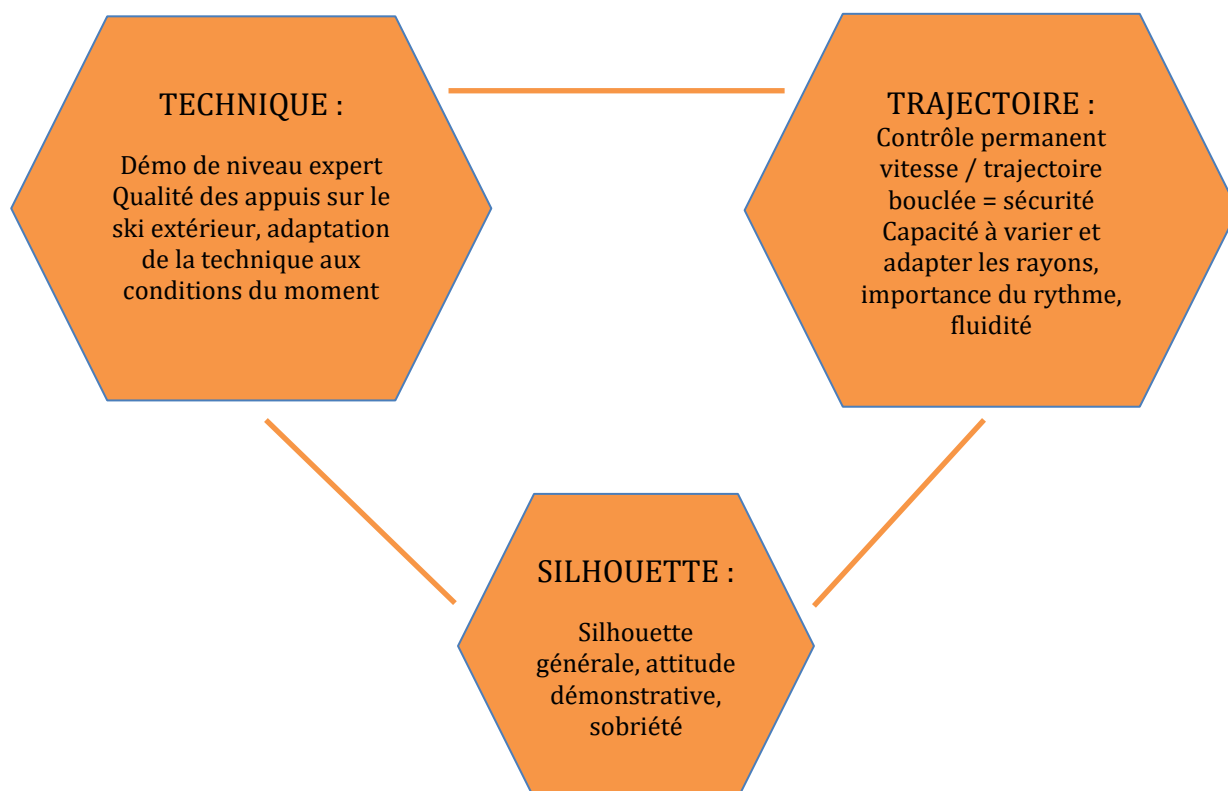 TECHNIQUE :
Démo de niveau expert
Qualité des appuis sur le
ski extérieur, adaptation
de la technique aux
conditions du moment
TRAJECTOIRE :
Contrôle permanent
vitesse / trajectoire
bouclée = sécurité
Capacité à varier et
adapter les rayons,
importance du rythme,
fluidité
SILHOUETTE :
Silhouette
générale, attitude
démonstrative,
sobriété